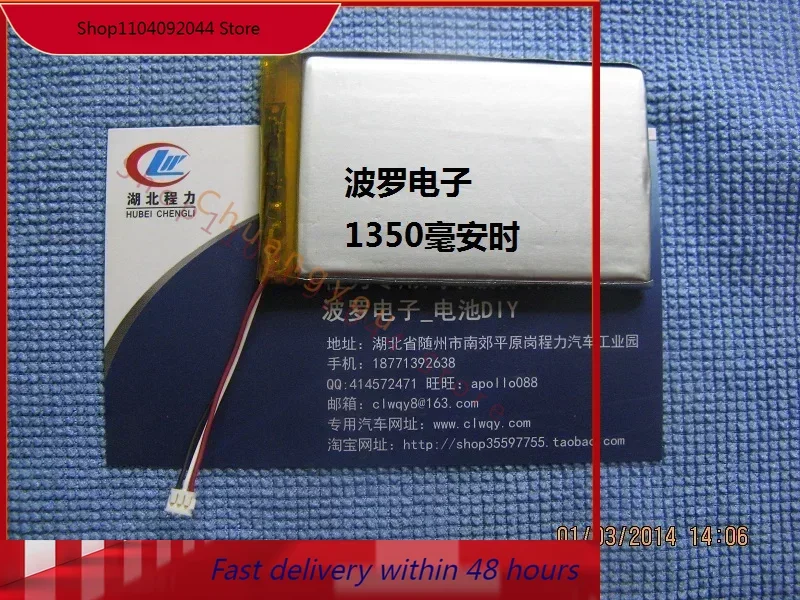 Shop1104092044 Store
湖北程力
HUBEI CHENGLI
波罗电子
1350毫安时
波罗电子_电池DIY
地址：湖北省随州市南郊平原岗程力汽车工业园
手机：18771392638
QQ:414572471 旺旺：apollo088
邮箱：clwqy8@163.com
专用汽车网址：www.clwqy.com
淘宝网址：http://shop35597755.taobao.com
01/03/2014 14:06
Fast delivery within 48 hours